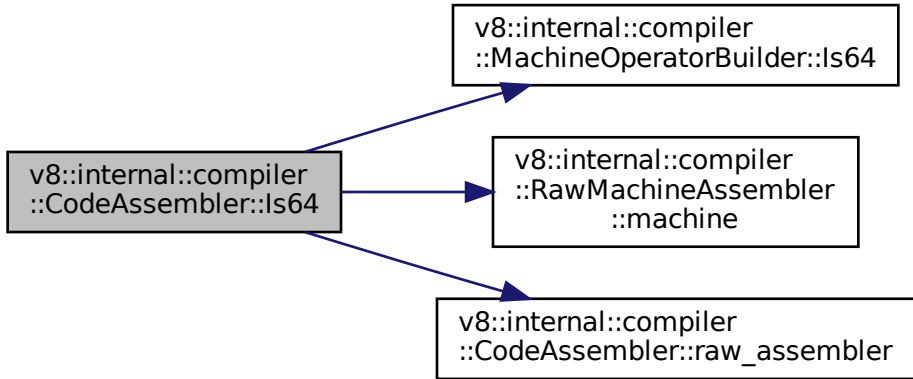 v8::internal::compiler
::MachineOperatorBuilder::Is64
v8::internal::compiler
::CodeAssembler::Is64
v8::internal::compiler
::RawMachineAssembler
::machine
v8::internal::compiler
::CodeAssembler::raw_assembler